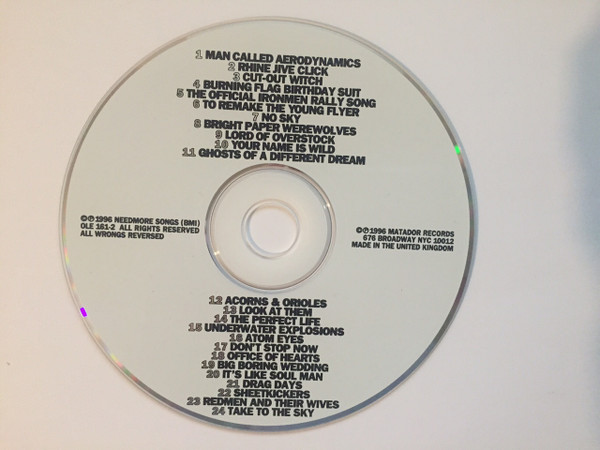 1 MAN CALLED AERODYNAMICS
2 RHINE JIVE CLICK
3 CUT-OUT WITCH
4 BURNING FLAG BIRTHDAY SUIT
5 THE OFFICIAL IRONMEN RALLY SONG
6 TO REMAKE THE YOUNG FLYER
7 NO SKY
8 BRIGHT PAPER WEREWOLVES
9 LORD OF OVERSTOCK
10 YOUR NAME IS WILD
11 GHOSTS OF A DIFFERENT DREAM
©℗1996 NEEDMORE SONGS (BMI)
OLE 161-2 ALL RIGHTS RESERVED
ALL WRONGS REVERSED
©℗1996 MATADOR RECORDS
676 BROADWAY NYC 10012
MADE IN THE UNITED KINGDOM
12 ACORNS & ORIOLES
13 LOOK AT THEM
14 THE PERFECT LIFE
15 UNDERWATER EXPLOSIONS
16 ATOM EYES
17 DON'T STOP NOW
18 OFFICE OF HEARTS
19 BIG BORING WEDDING
20 IT'S LIKE SOUL MAN
21 DRAG DAYS
22 SHEETKICKERS
23 REDMEN AND THEIR WIVES
24 TAKE TO THE SKY